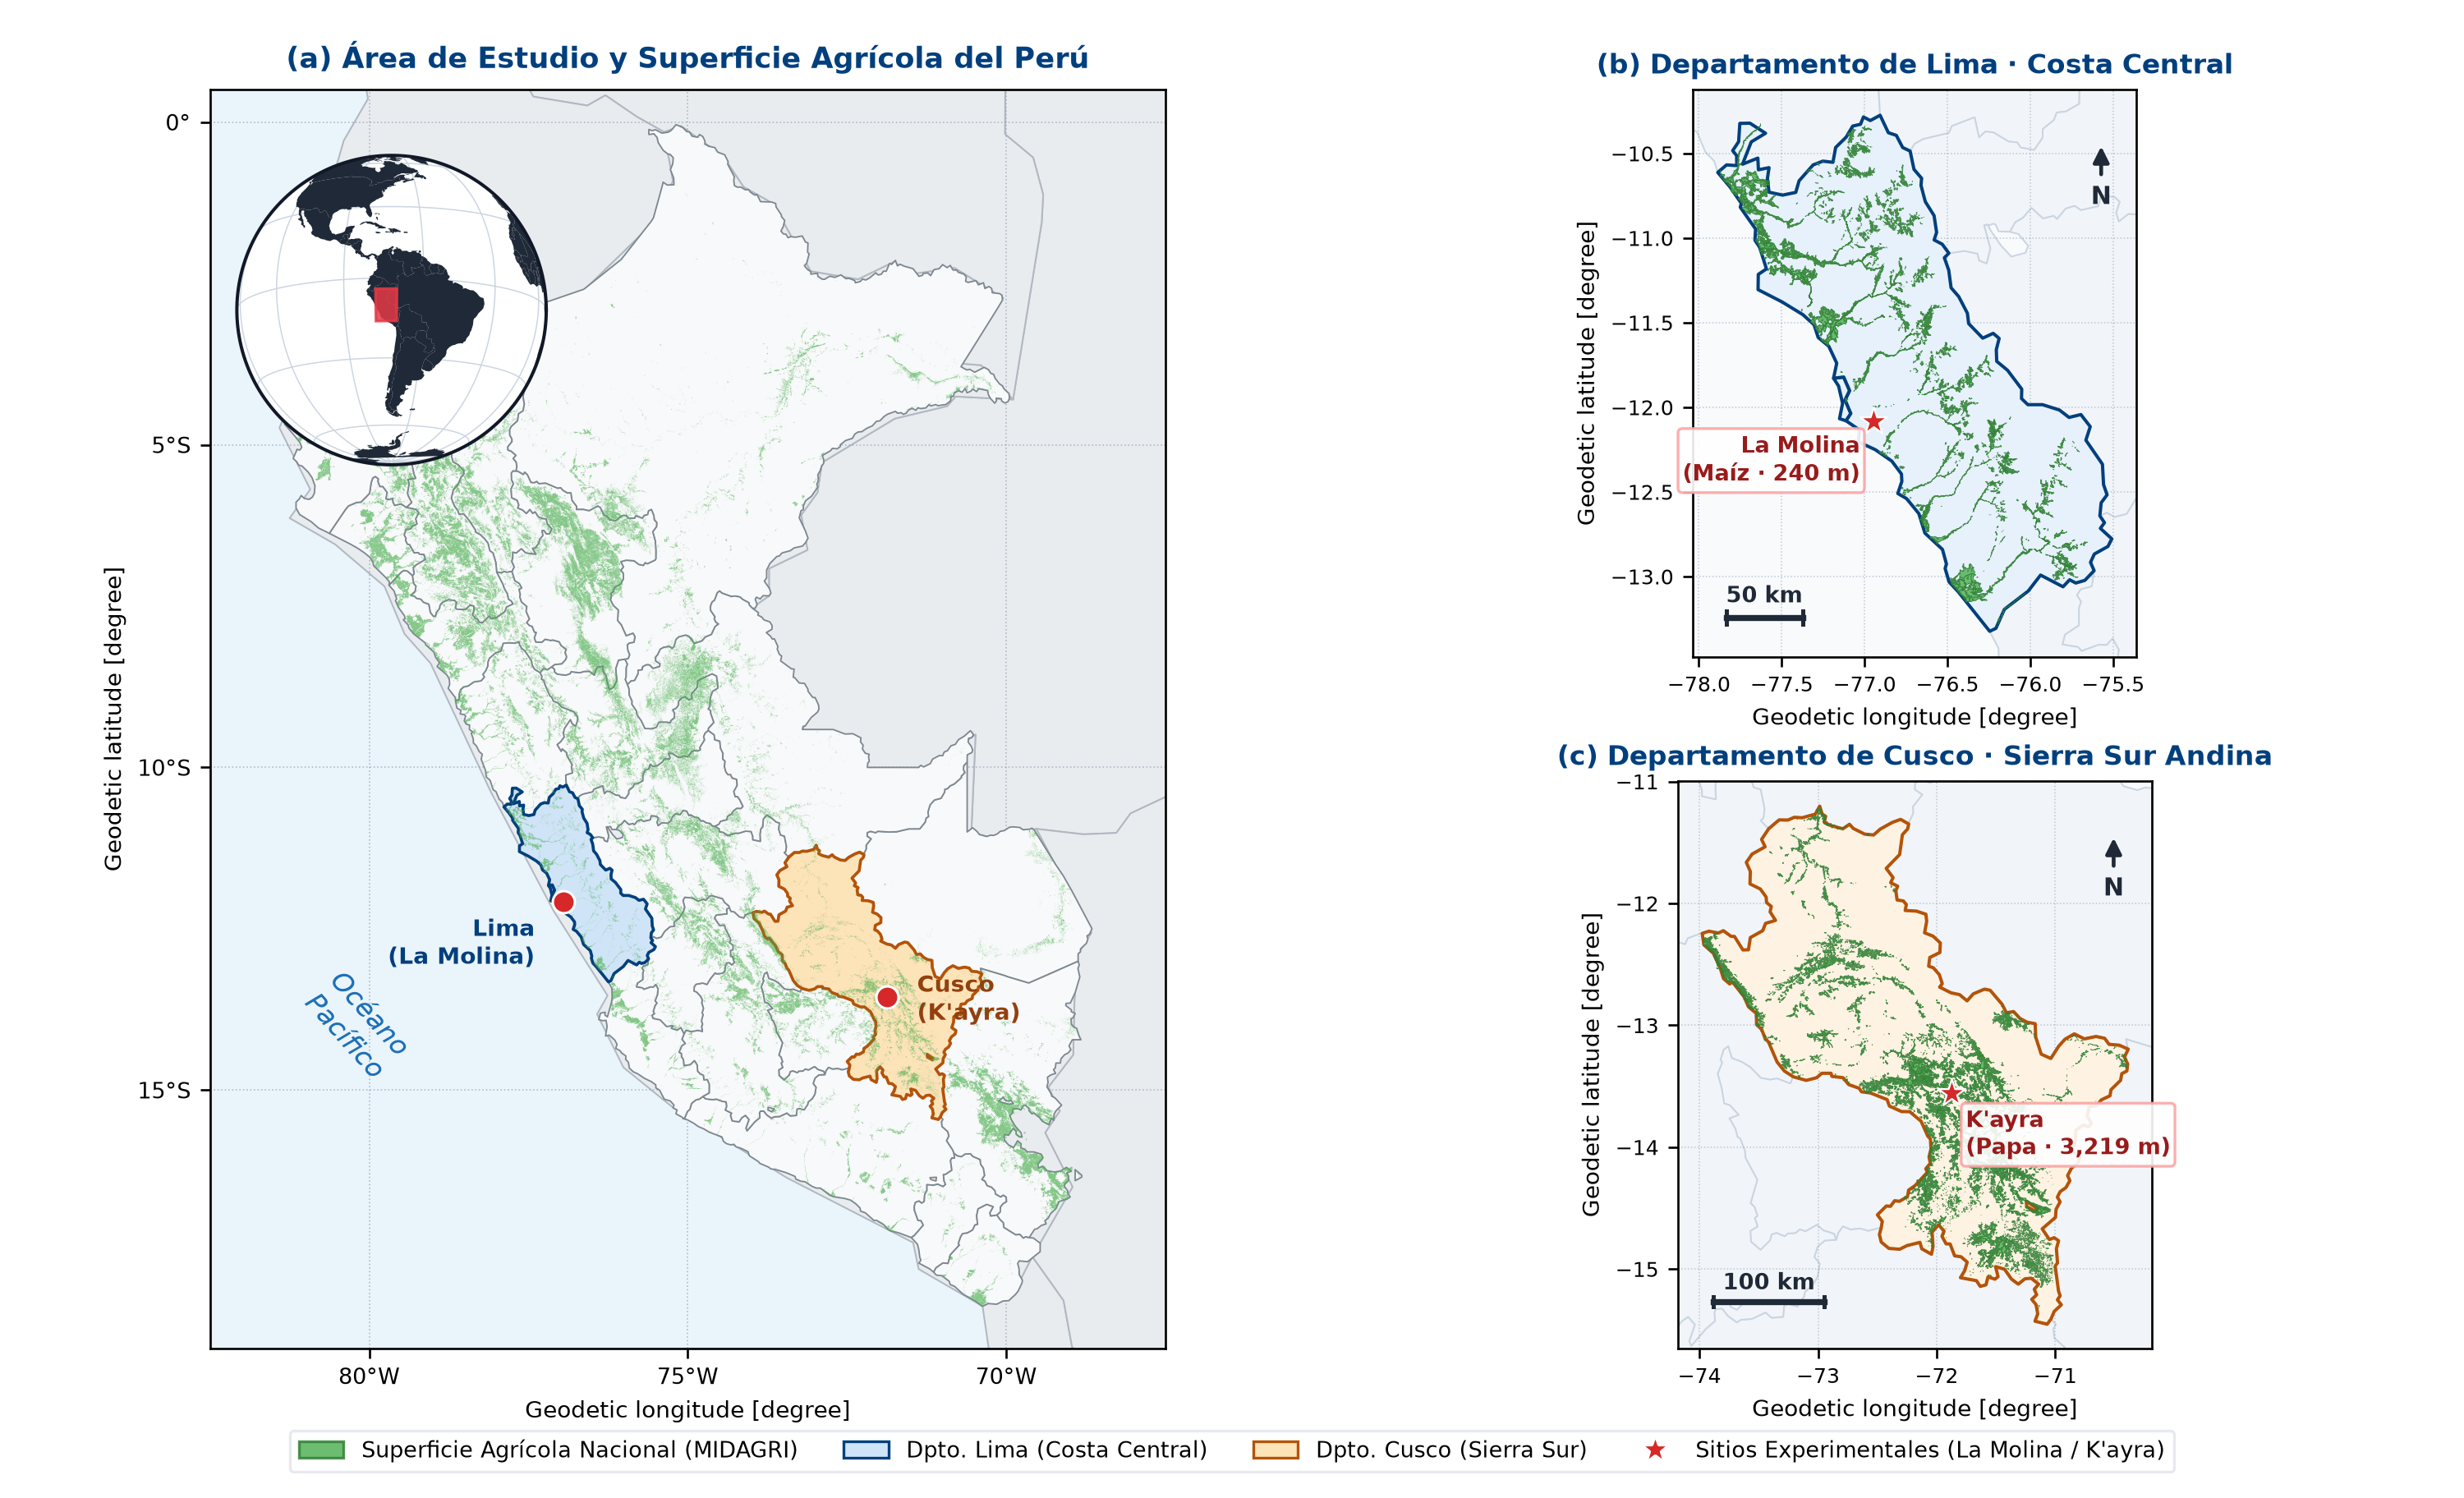 (a) Área de Estudio y Superficie Agrícola del Perú
0°
5°S
10°S
15°S
80°W
75°W
70°W
Geodetic latitude [degree]
Geodetic longitude [degree]
Lima
(La Molina)
Cusco
(K'ayra)
Océano
Pacífico
(b) Departamento de Lima · Costa Central
−10.5
−11.0
−11.5
−12.0
−12.5
−13.0
−78.0
−77.5
−77.0
−76.5
−76.0
−75.5
Geodetic latitude [degree]
Geodetic longitude [degree]
N
La Molina
(Maíz · 240 m)
50 km
(c) Departamento de Cusco · Sierra Sur Andina
−11
−12
−13
−14
−15
−74
−73
−72
−71
Geodetic latitude [degree]
Geodetic longitude [degree]
N
K'ayra
(Papa · 3,219 m)
100 km
Superficie Agrícola Nacional (MIDAGRI)
Dpto. Lima (Costa Central)
Dpto. Cusco (Sierra Sur)
Sitios Experimentales (La Molina / K'ayra)